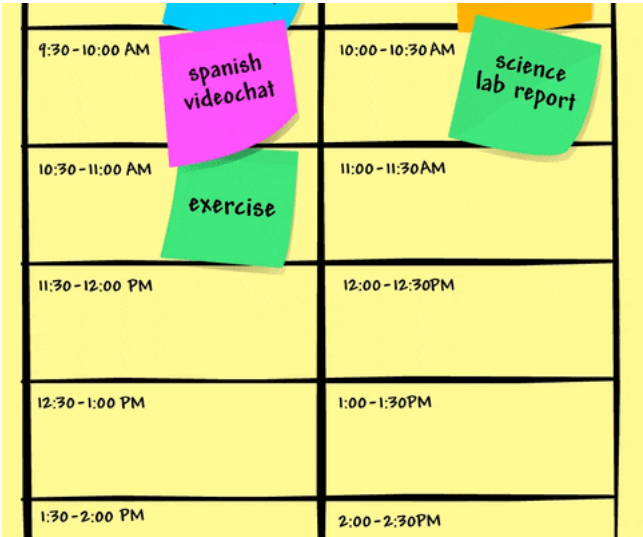 9:30-10:00 AM
spanish
videochat
10:00-10:30 AM
science
lab report
10:30-11:00 AM
exercise
11:00-11:30AM
11:30-12:00 PM
12:00-12:30PM
12:30-1:00 PM
1:00-1:30PM
1:30-2:00 PM
2:00-2:30PM